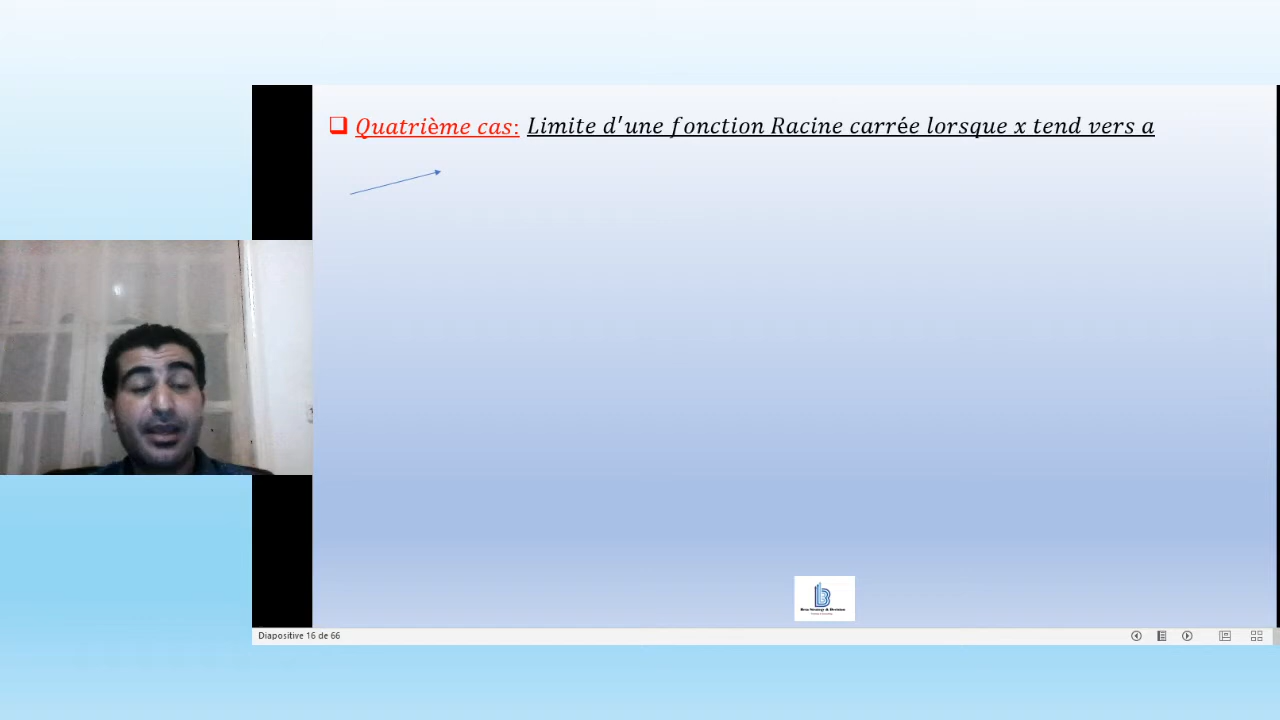 Quatrième cas: Limite d'une fonction Racine carrée lorsque x tend vers a
Diapositive 16 de 66